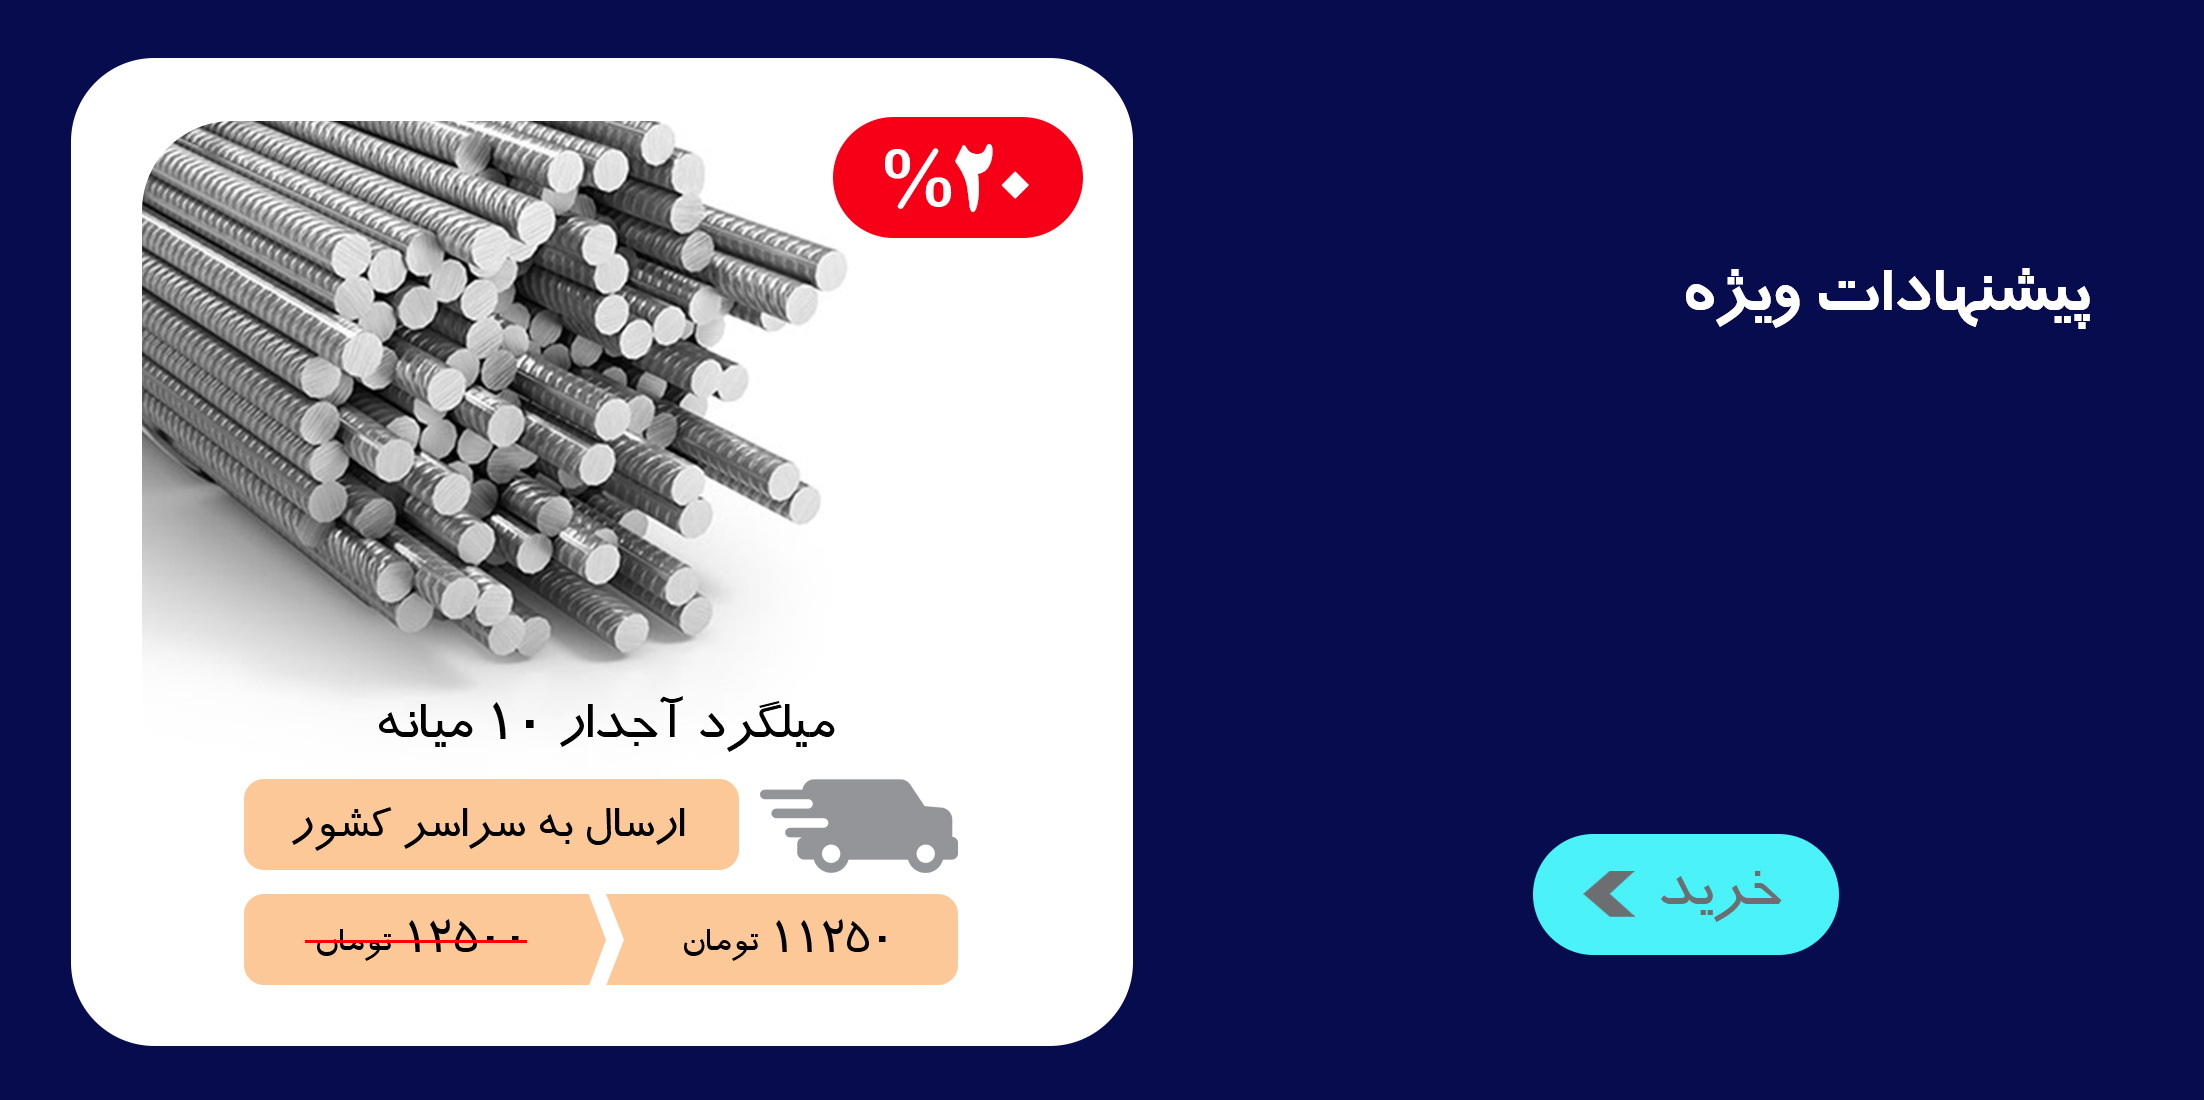 پیشنهادات ویژه
خرید
%۲۰
میلگرد آجدار ۱۰ میانه
ارسال به سراسر کشور
۱۱۲۵۰ تومان
۱۲۵۰۰ تومان